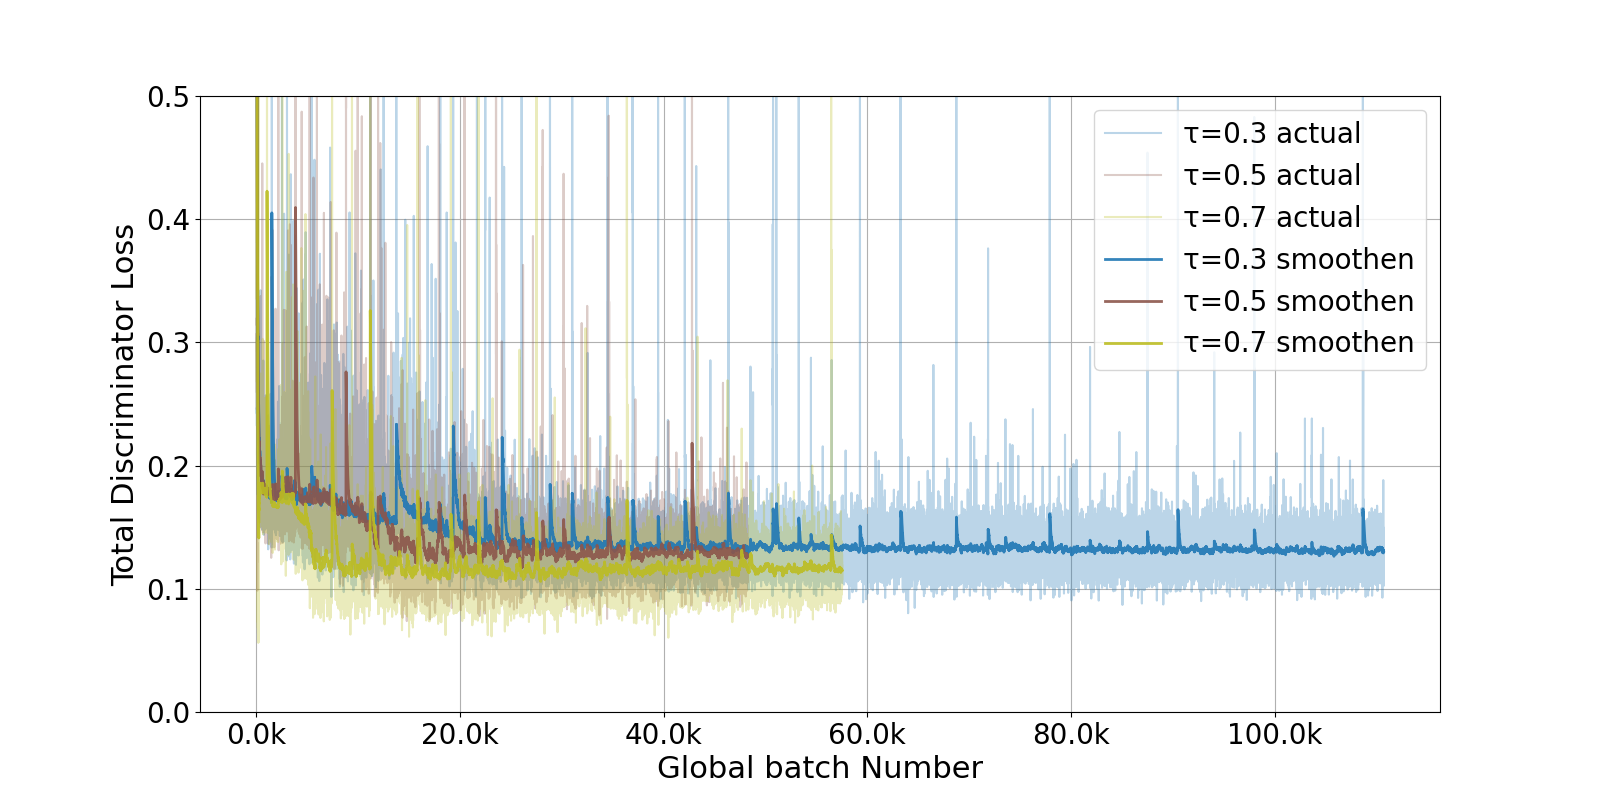 0.5
0.4
0.3
0.2
0.1
0.0
Total Discriminator Loss
τ=0.3 actual
τ=0.5 actual
τ=0.7 actual
τ=0.3 smoothen
τ=0.5 smoothen
τ=0.7 smoothen
0.0k 20.0k 40.0k 60.0k 80.0k 100.0k
Global batch Number